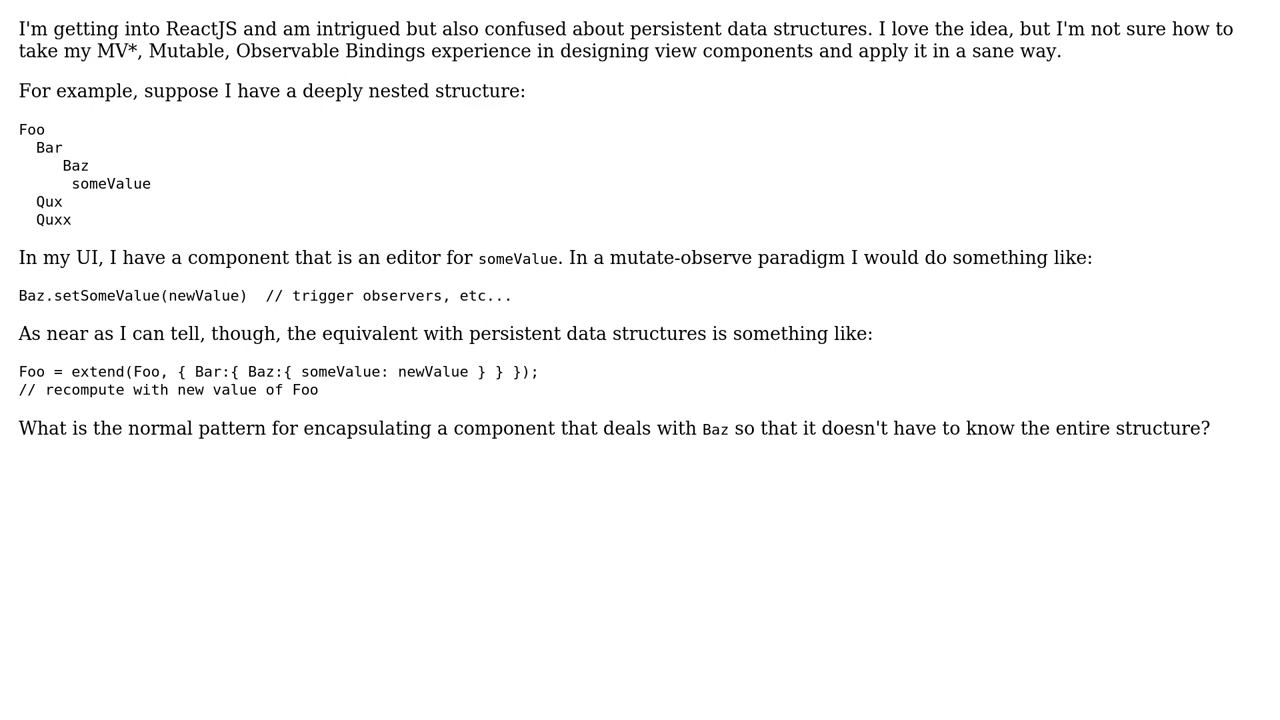 I'm getting into ReactJS and am intrigued but also confused about persistent data structures. I love the idea, but I'm not sure how to
take my MV*, Mutable, Observable Bindings experience in designing view components and apply it in a sane way.
For example, suppose I have a deeply nested structure:
Foo
  Bar
     Baz
      someValue
  Qux
  Quxx
In my UI, I have a component that is an editor for someValue. In a mutate-observe paradigm I would do something like:
Baz.setSomeValue(newValue)  // trigger observers, etc...
As near as I can tell, though, the equivalent with persistent data structures is something like:
Foo = extend(Foo, { Bar:{ Baz:{ someValue: newValue } } });
// recompute with new value of Foo
What is the normal pattern for encapsulating a component that deals with Baz so that it doesn't have to know the entire structure?